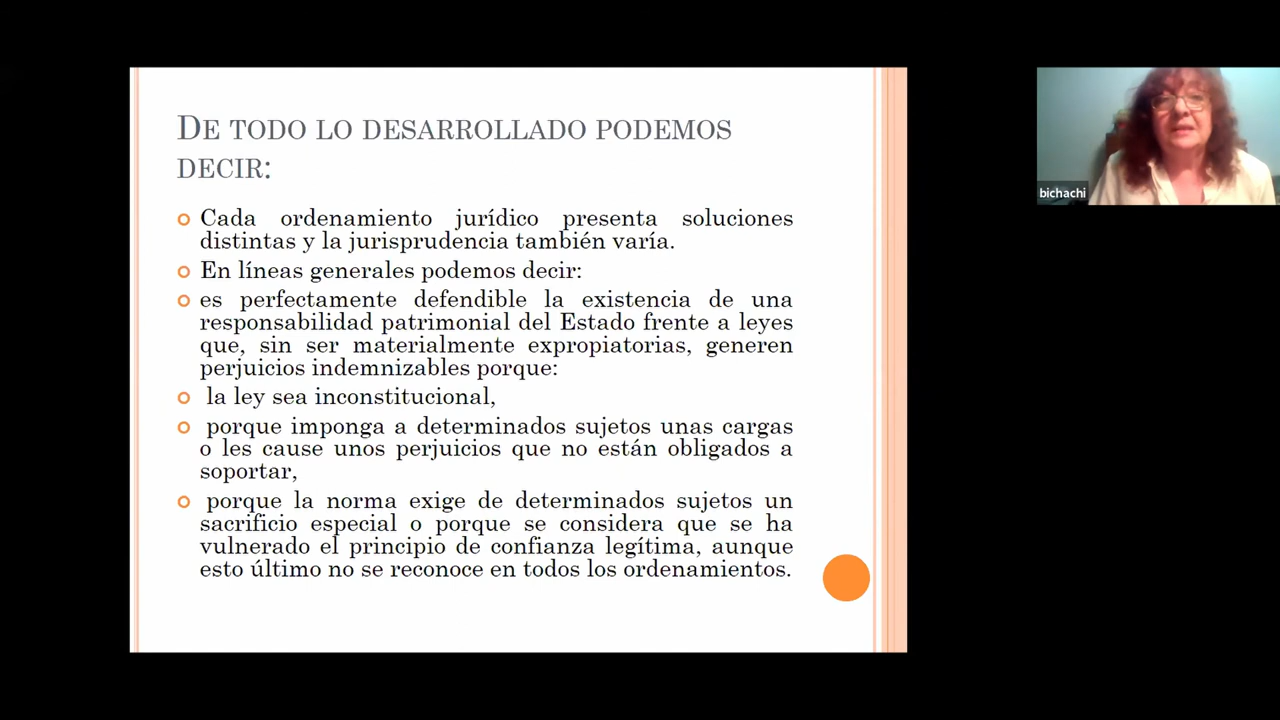 De todo lo desarrollado podemos
decir:
Cada ordenamiento jurídico presenta soluciones
distintas y la jurisprudencia también varía.
En líneas generales podemos decir:
es perfectamente defendible la existencia de una
responsabilidad patrimonial del Estado frente a leyes
que, sin ser materialmente expropiatorias, generen
perjuicios indemnizables porque:
la ley sea inconstitucional,
porque imponga a determinados sujetos unas cargas
o les cause unos perjuicios que no están obligados a
soportar,
porque la norma exige de determinados sujetos un
sacrificio especial o porque se considera que se ha
vulnerado el principio de confianza legítima, aunque
esto último no se reconoce en todos los ordenamientos.
bichachi